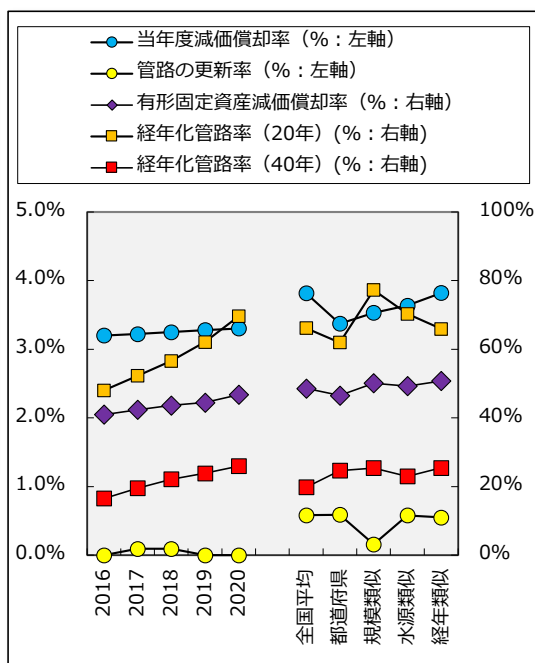 当年度減価償却率（%：左軸）
管路の更新率（%：左軸）
有形固定資産減価償却率（%：右軸）
経年化管路率（20年）(%：右軸)
経年化管路率（40年）(%：右軸)
5.0% 100%
4.0% 80%
3.0% 60%
2.0% 40%
1.0% 20%
0.0% 0%
2016
2017
2018
2019
2020
全国平均
都道府県
規模類似
水源類似
経年類似